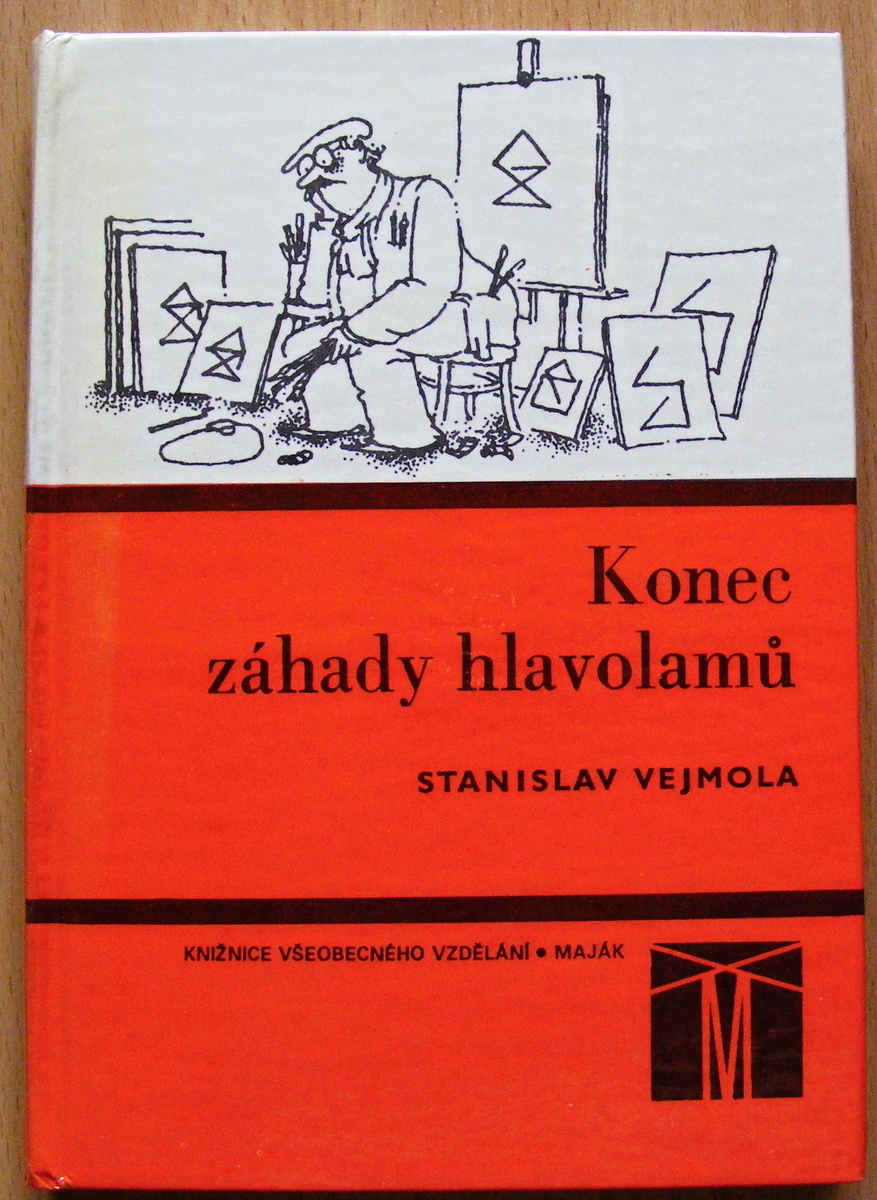 Konec
záhady hlavolamů
STANISLAV VEJMOLA
KNIŽNICE VŠEOBECNÉHO VZDĚLÁNÍ • MAJÁK
M